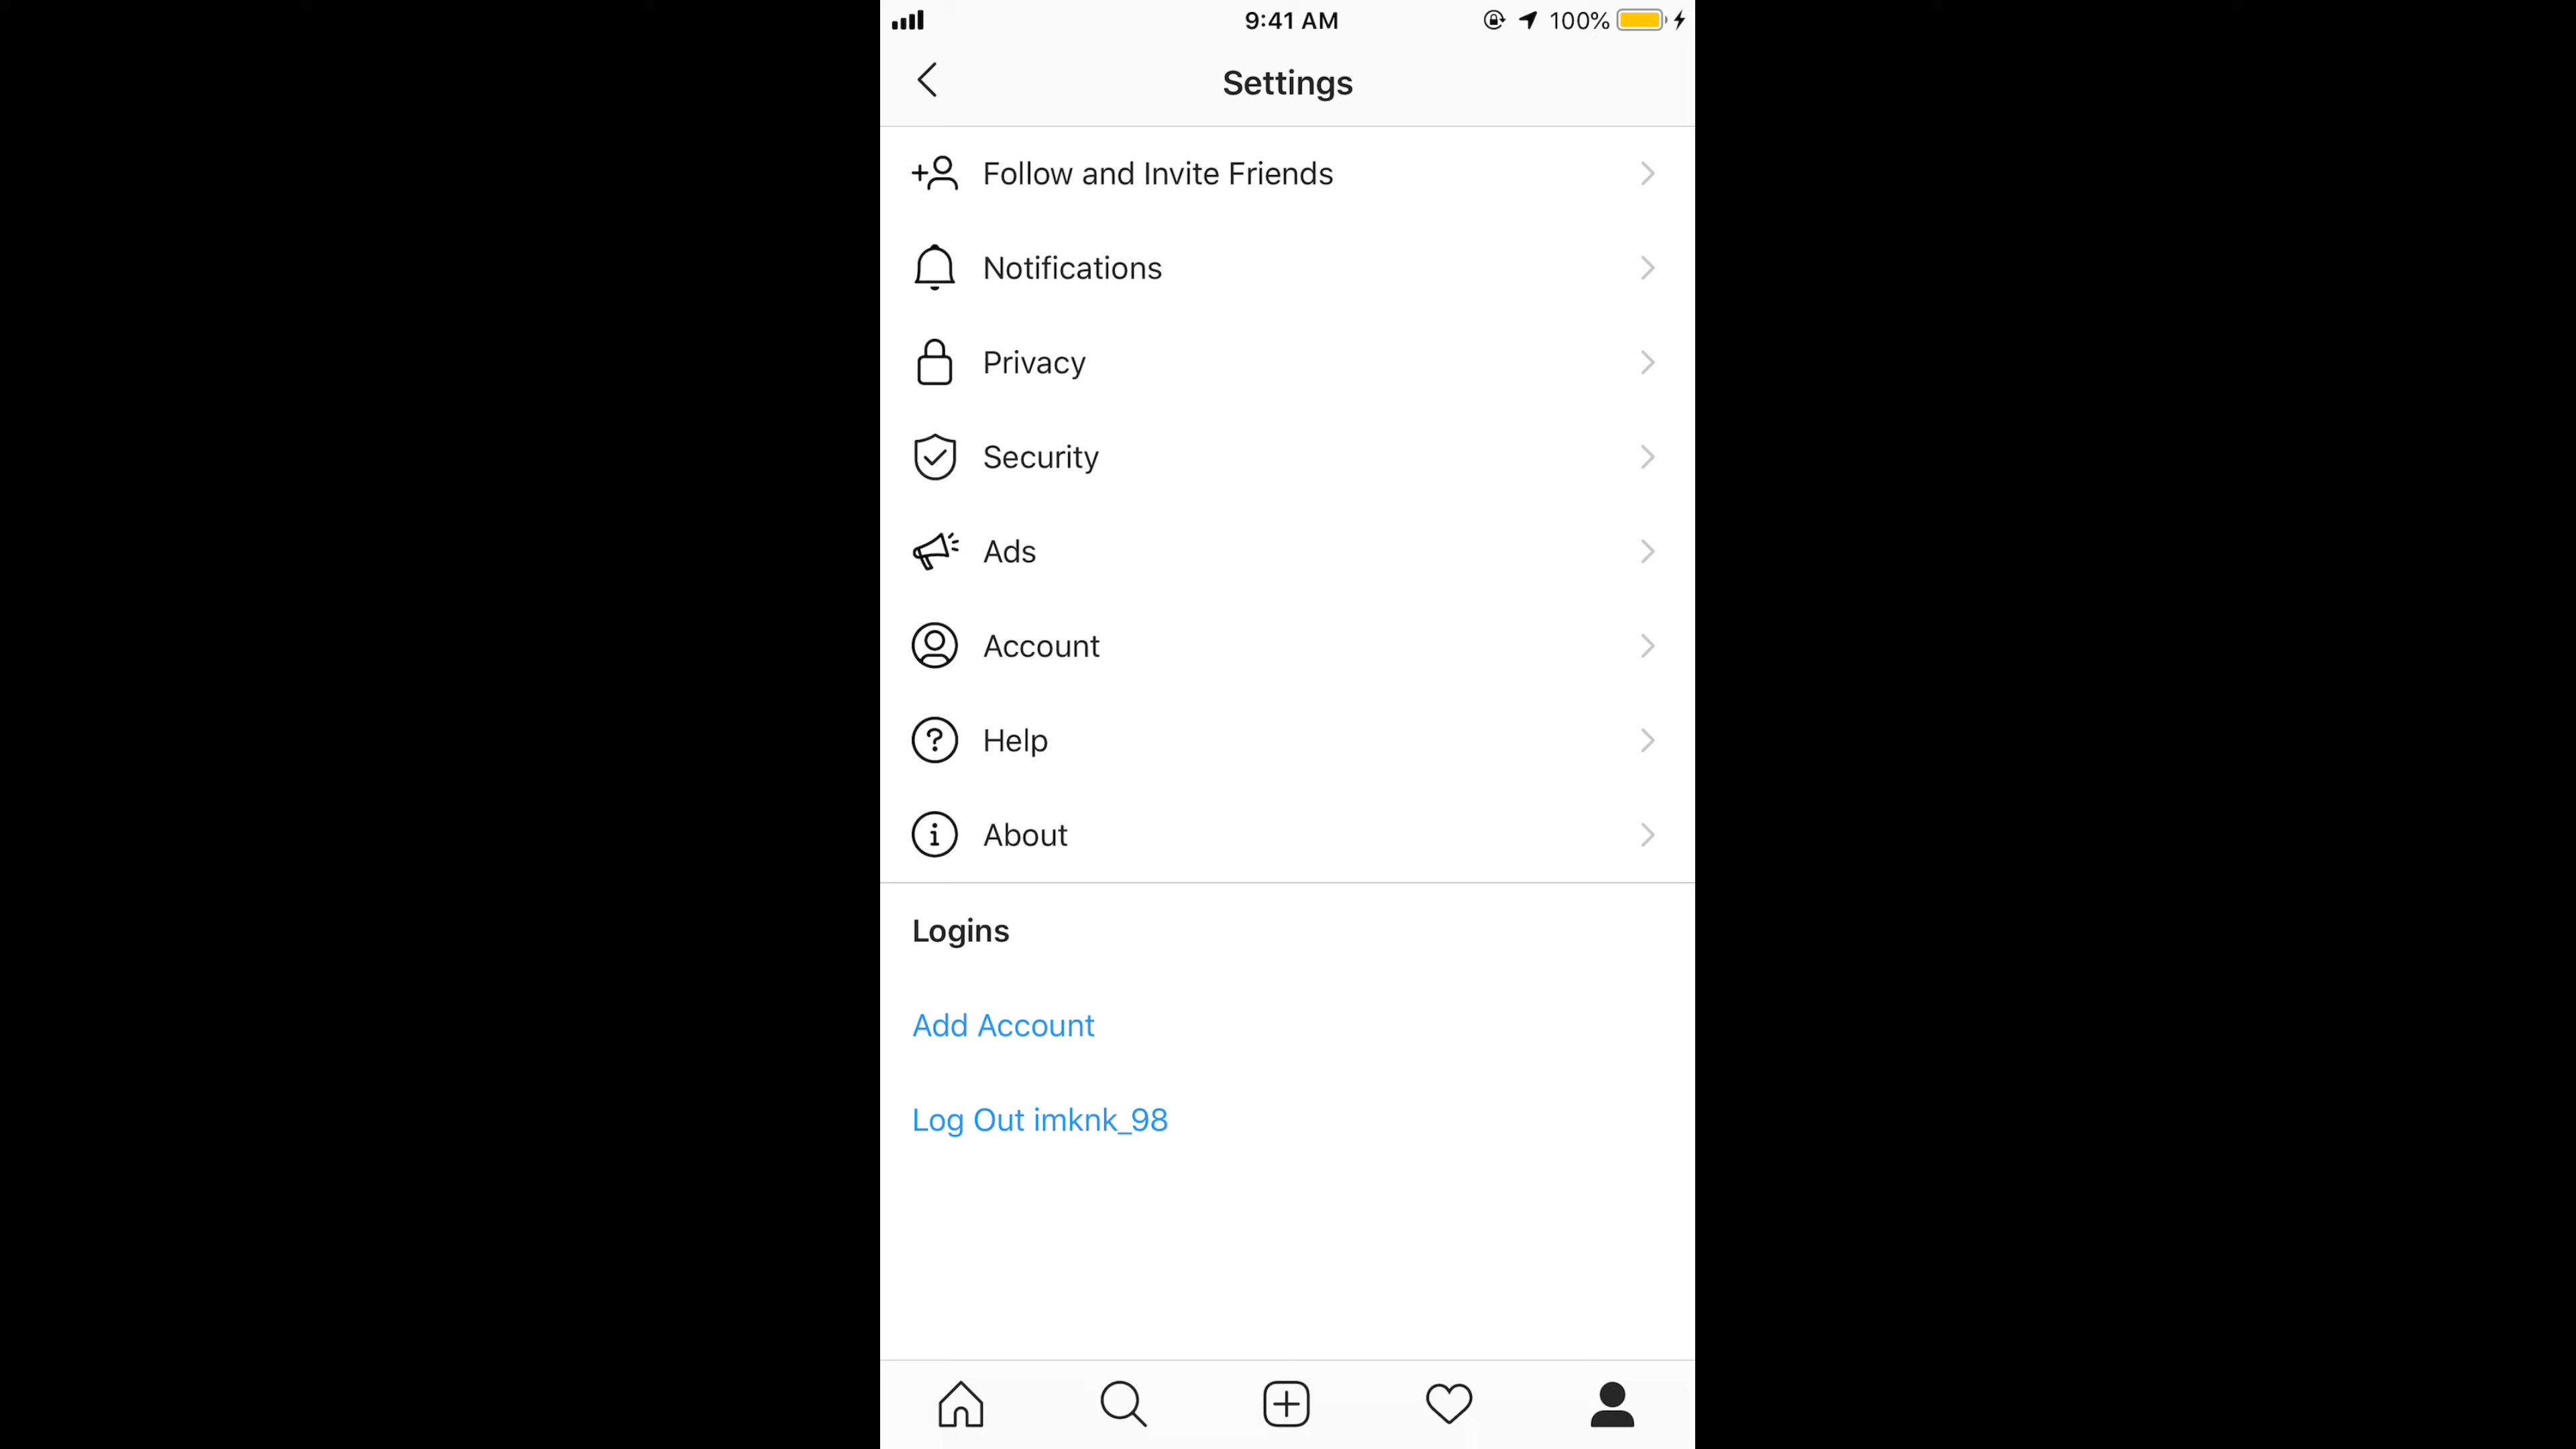 9:41 AM 100%
Settings
Follow and Invite Friends
Notifications
Privacy
Security
Ads
Account
Help
About
Logins
Add Account
Log Out imknk_98